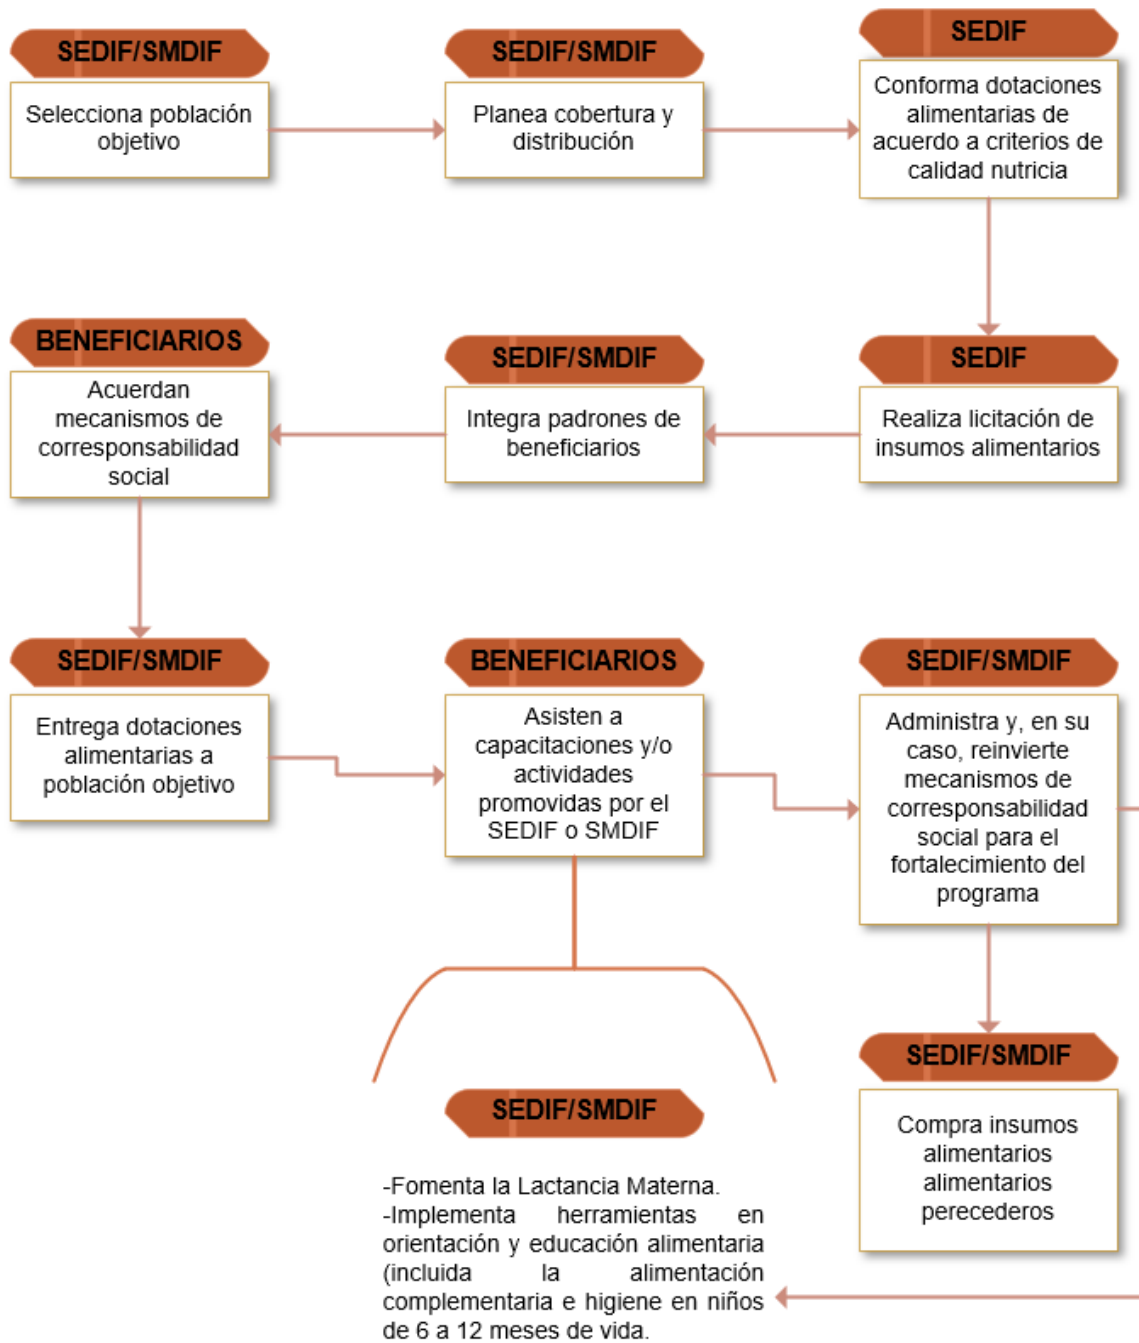 SEDIF/SMDIF
Selecciona población
objetivo
SEDIF/SMDIF
Planea cobertura y
distribución
SEDIF
Conforma dotaciones
alimentarias de
acuerdo a criterios de
calidad nutricia
SEDIF
Realiza licitación de
insumos alimentarios
SEDIF/SMDIF
Integra padrones de
beneficiarios
BENEFICIARIOS
Acuerdan
mecanismos de
corresponsabilidad
social
SEDIF/SMDIF
Entrega dotaciones
alimentarias a
población objetivo
BENEFICIARIOS
Asisten a
capacitaciones y/o
actividades
promovidas por el
SEDIF o SMDIF
SEDIF/SMDIF
Administra y, en su
caso, reinvierte
mecanismos de
corresponsabilidad
social para el
fortalecimiento del
programa
SEDIF/SMDIF
Compra insumos
alimentarios
alimentarios
perecederos
SEDIF/SMDIF
-Fomenta la Lactancia Materna.
-Implementa herramientas en
orientación y educación alimentaria
(incluida la alimentación
complementaria e higiene en niños
de 6 a 12 meses de vida.